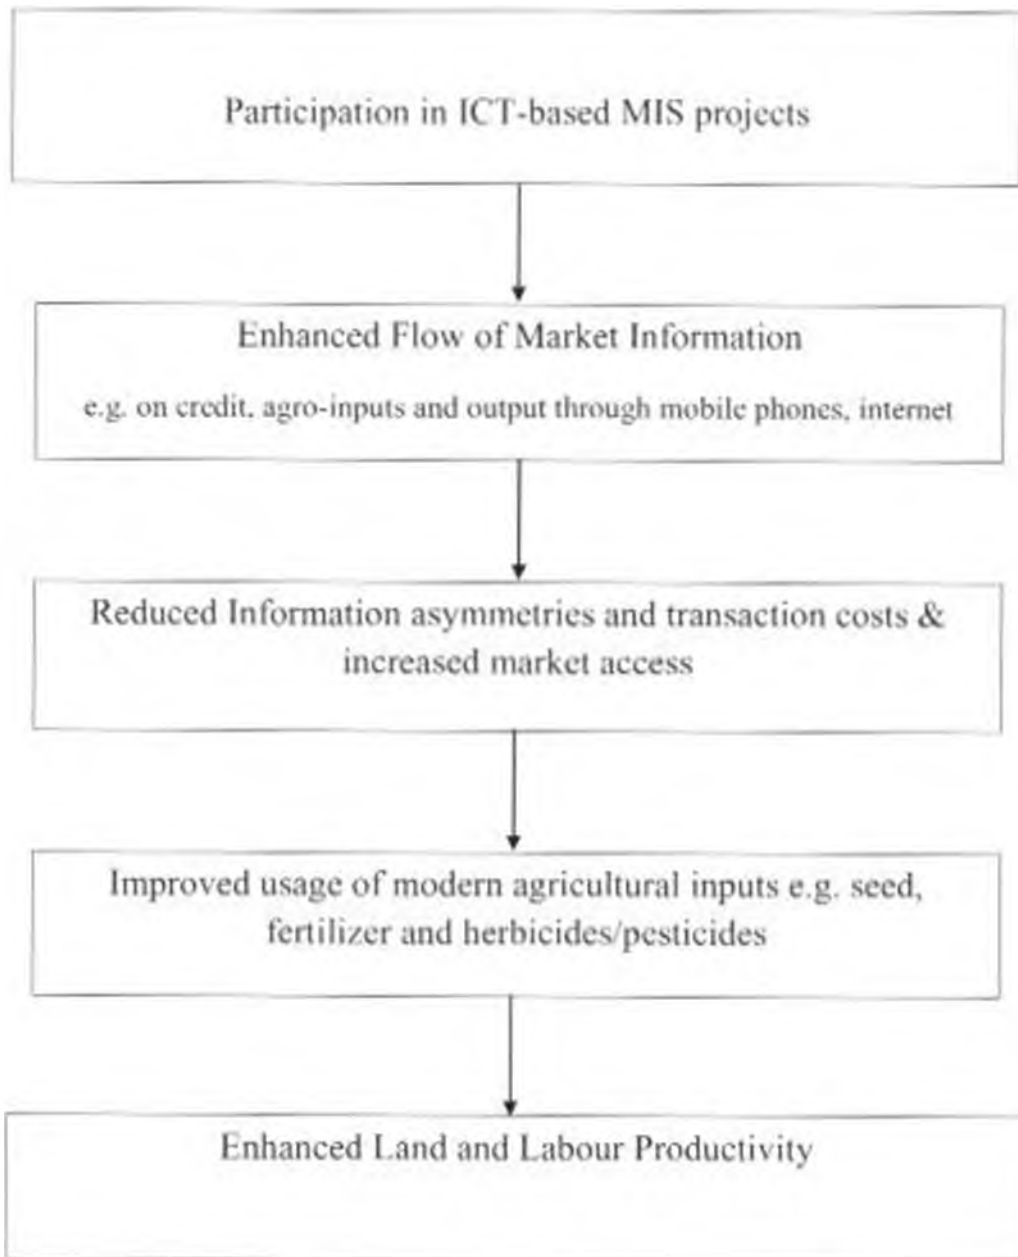 Participation in ICT-based MIS projects
Enhanced Flow of Market Information
e.g. on credit, agro-inputs and output through mobile phones, internet
Reduced Information asymmetries and transaction costs &
increased market access
Improved usage of modern agricultural inputs e.g. seed,
fertilizer and herbicides/pesticides
Enhanced Land and Labour Productivity